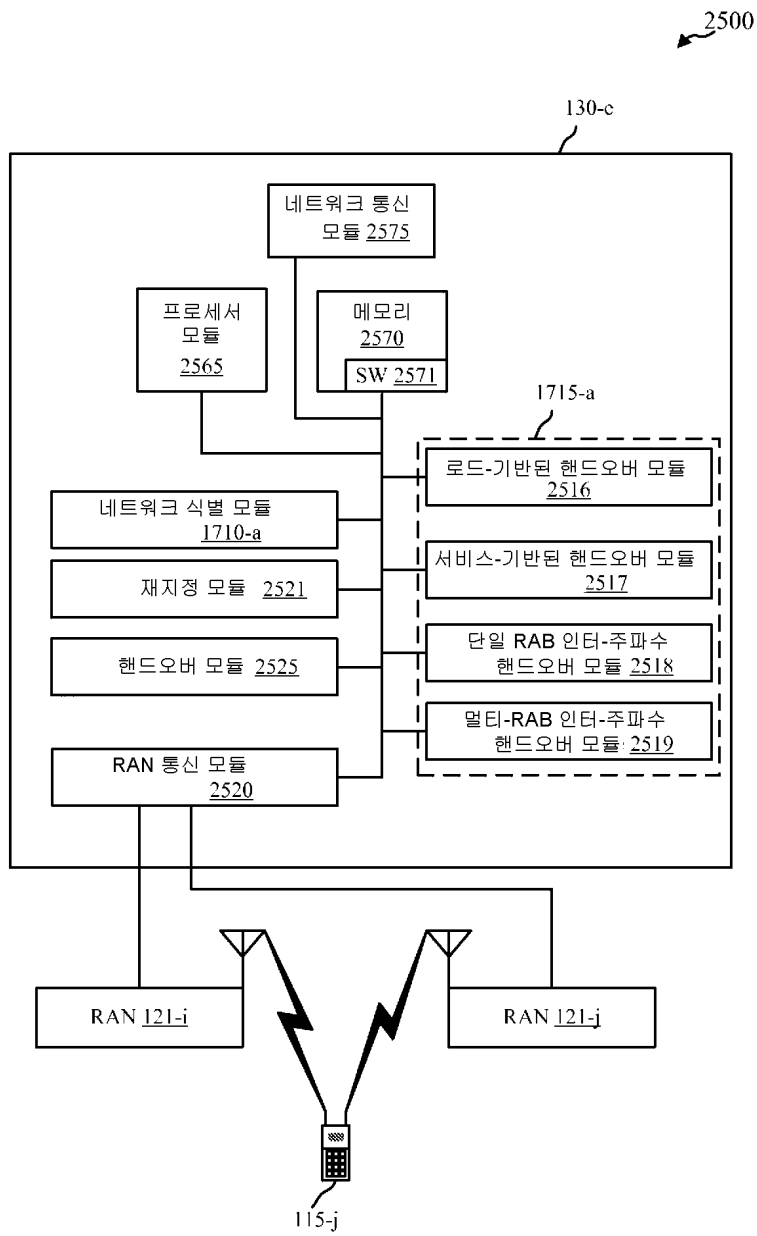 2500
130-c
네트워크 통신
모듈 2575
프로세서
모듈
2565
메모리
2570
SW 2571
1715-a
로드-기반된 핸드오버 모듈
2516
네트워크 식별 모듈
1710-a
서비스-기반된 핸드오버 모듈
2517
재지정 모듈 2521
단일 RAB 인터-주파수
핸드오버 모듈 2518
핸드오버 모듈 2525
멀티-RAB 인터-주파수
핸드오버 모듈 2519
RAN 통신 모듈
2520
RAN 121-i
RAN 121-j
115-j